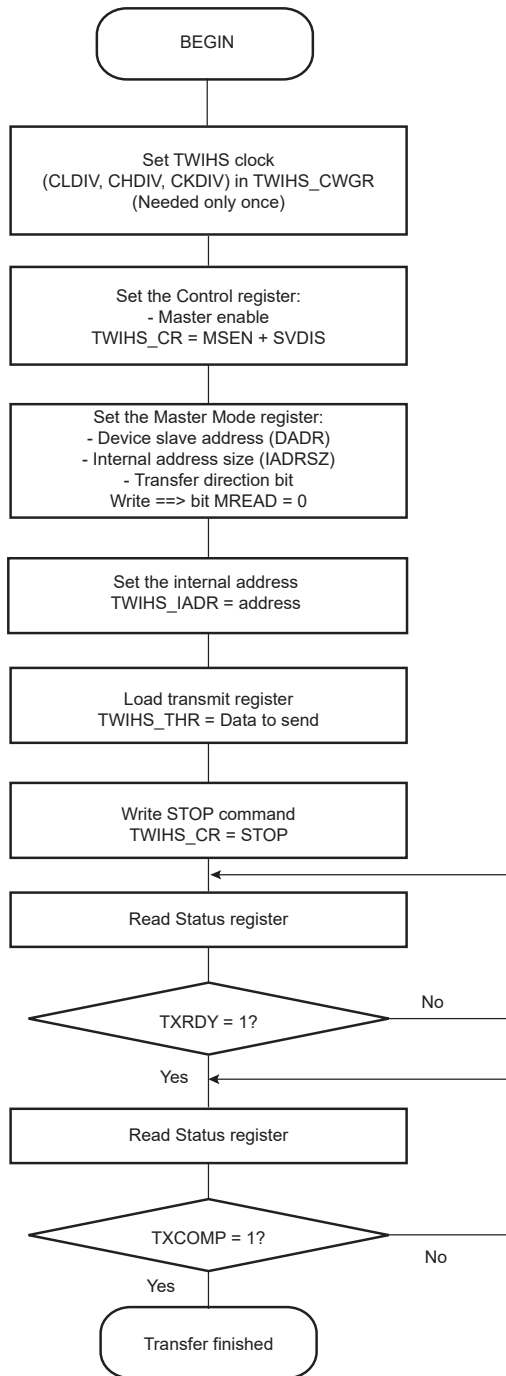 BEGIN
Set TWIHS clock
(CLDIV, CHDIV, CKDIV) in TWIHS_CWGR
(Needed only once)
Set the Control register:
- Master enable
TWIHS_CR = MSEN + SVDIS
Set the Master Mode register:
- Device slave address (DADR)
- Internal address size (IADRSZ)
- Transfer direction bit
Write ==> bit MREAD = 0
Set the internal address
TWIHS_IADR = address
Load transmit register
TWIHS_THR = Data to send
Write STOP command
TWIHS_CR = STOP
Read Status register
TXRDY = 1?
No
Yes
Read Status register
TXCOMP = 1?
No
Yes
Transfer finished